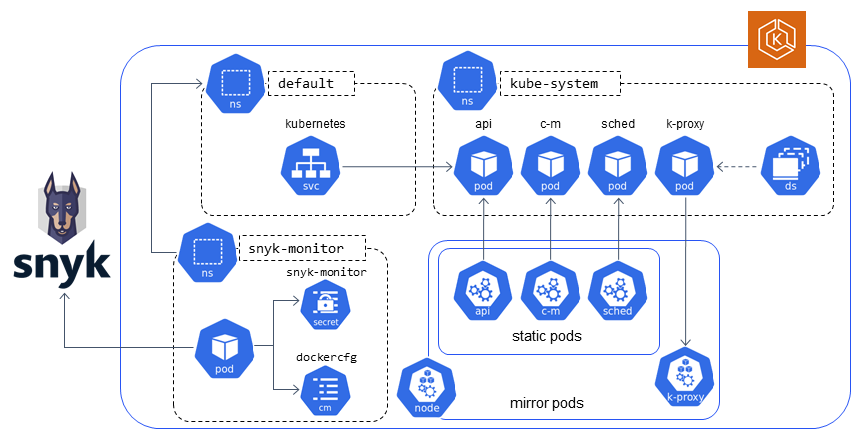 K
default
ns
kube-system
ns
kubernetes
svc
api
pod
c-m
pod
sched
pod
k-proxy
pod
ds
snyk
snyk-monitor
ns
snyk-monitor
secret
pod
dockercfg
cm
api
c-m
sched
static pods
node
mirror pods
k-proxy